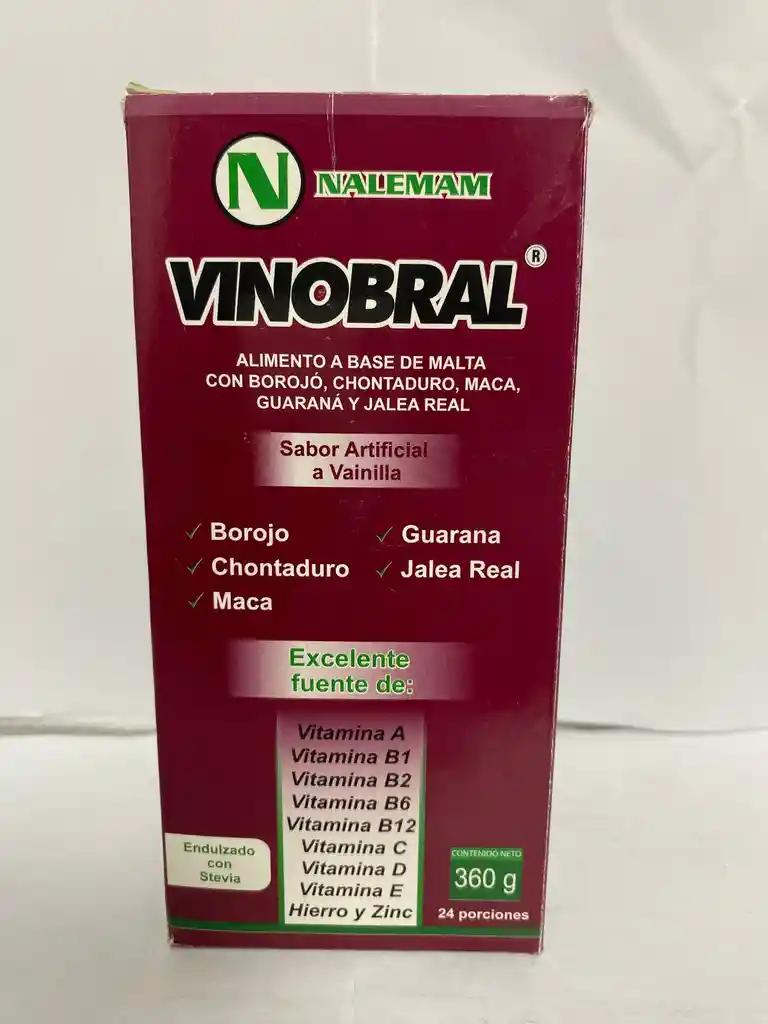 N NALEMAM
VINOBRAL®
ALIMENTO A BASE DE MALTA
CON BOROJÓ, CHONTADURO, MACA,
GUARANÁ Y JALEA REAL
Sabor Artificial
a Vainilla
✓ Borojo
✓ Chontaduro
✓ Maca
✓ Guarana
✓ Jalea Real
Excelente
fuente de:
Vitamina A
Vitamina B1
Vitamina B2
Vitamina B6
Vitamina B12
Vitamina C
Vitamina D
Vitamina E
Hierro y Zinc
Endulzado
con
Stevia
CONTENIDO NETO
360 g
24 porciones